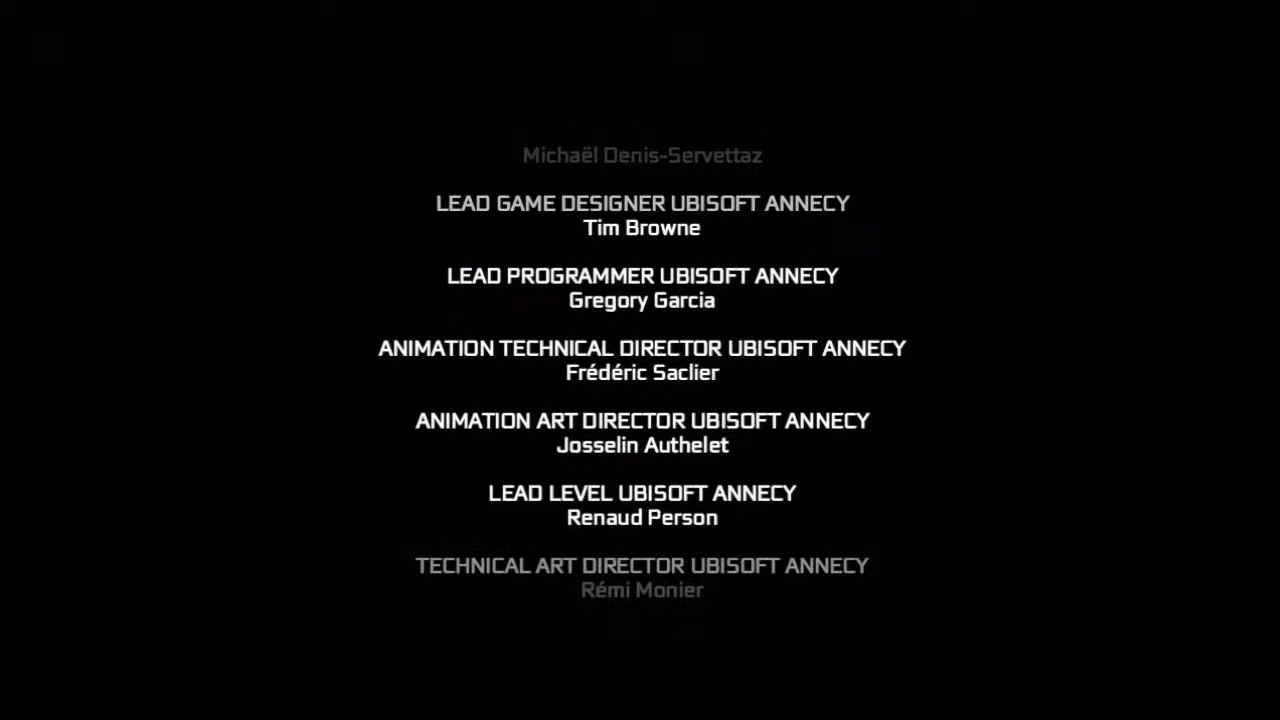 Michaël Denis-Servettaz
LEAD GAME DESIGNER UBISOFT ANNECY
Tim Browne
LEAD PROGRAMMER UBISOFT ANNECY
Gregory Garcia
ANIMATION TECHNICAL DIRECTOR UBISOFT ANNECY
Frédéric Saclier
ANIMATION ART DIRECTOR UBISOFT ANNECY
Josselin Authelet
LEAD LEVEL UBISOFT ANNECY
Renaud Person
TECHNICAL ART DIRECTOR UBISOFT ANNECY
Rémi Monier